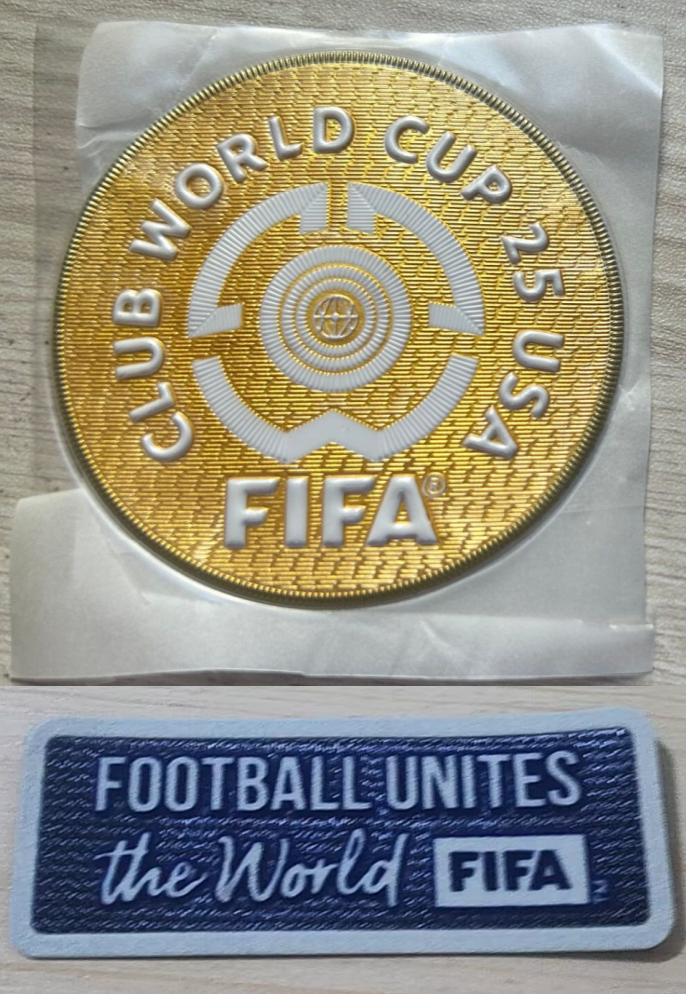 CLUB WORLD CUP 25 USA
FIFA®
FOOTBALL UNITES
the World FIFA